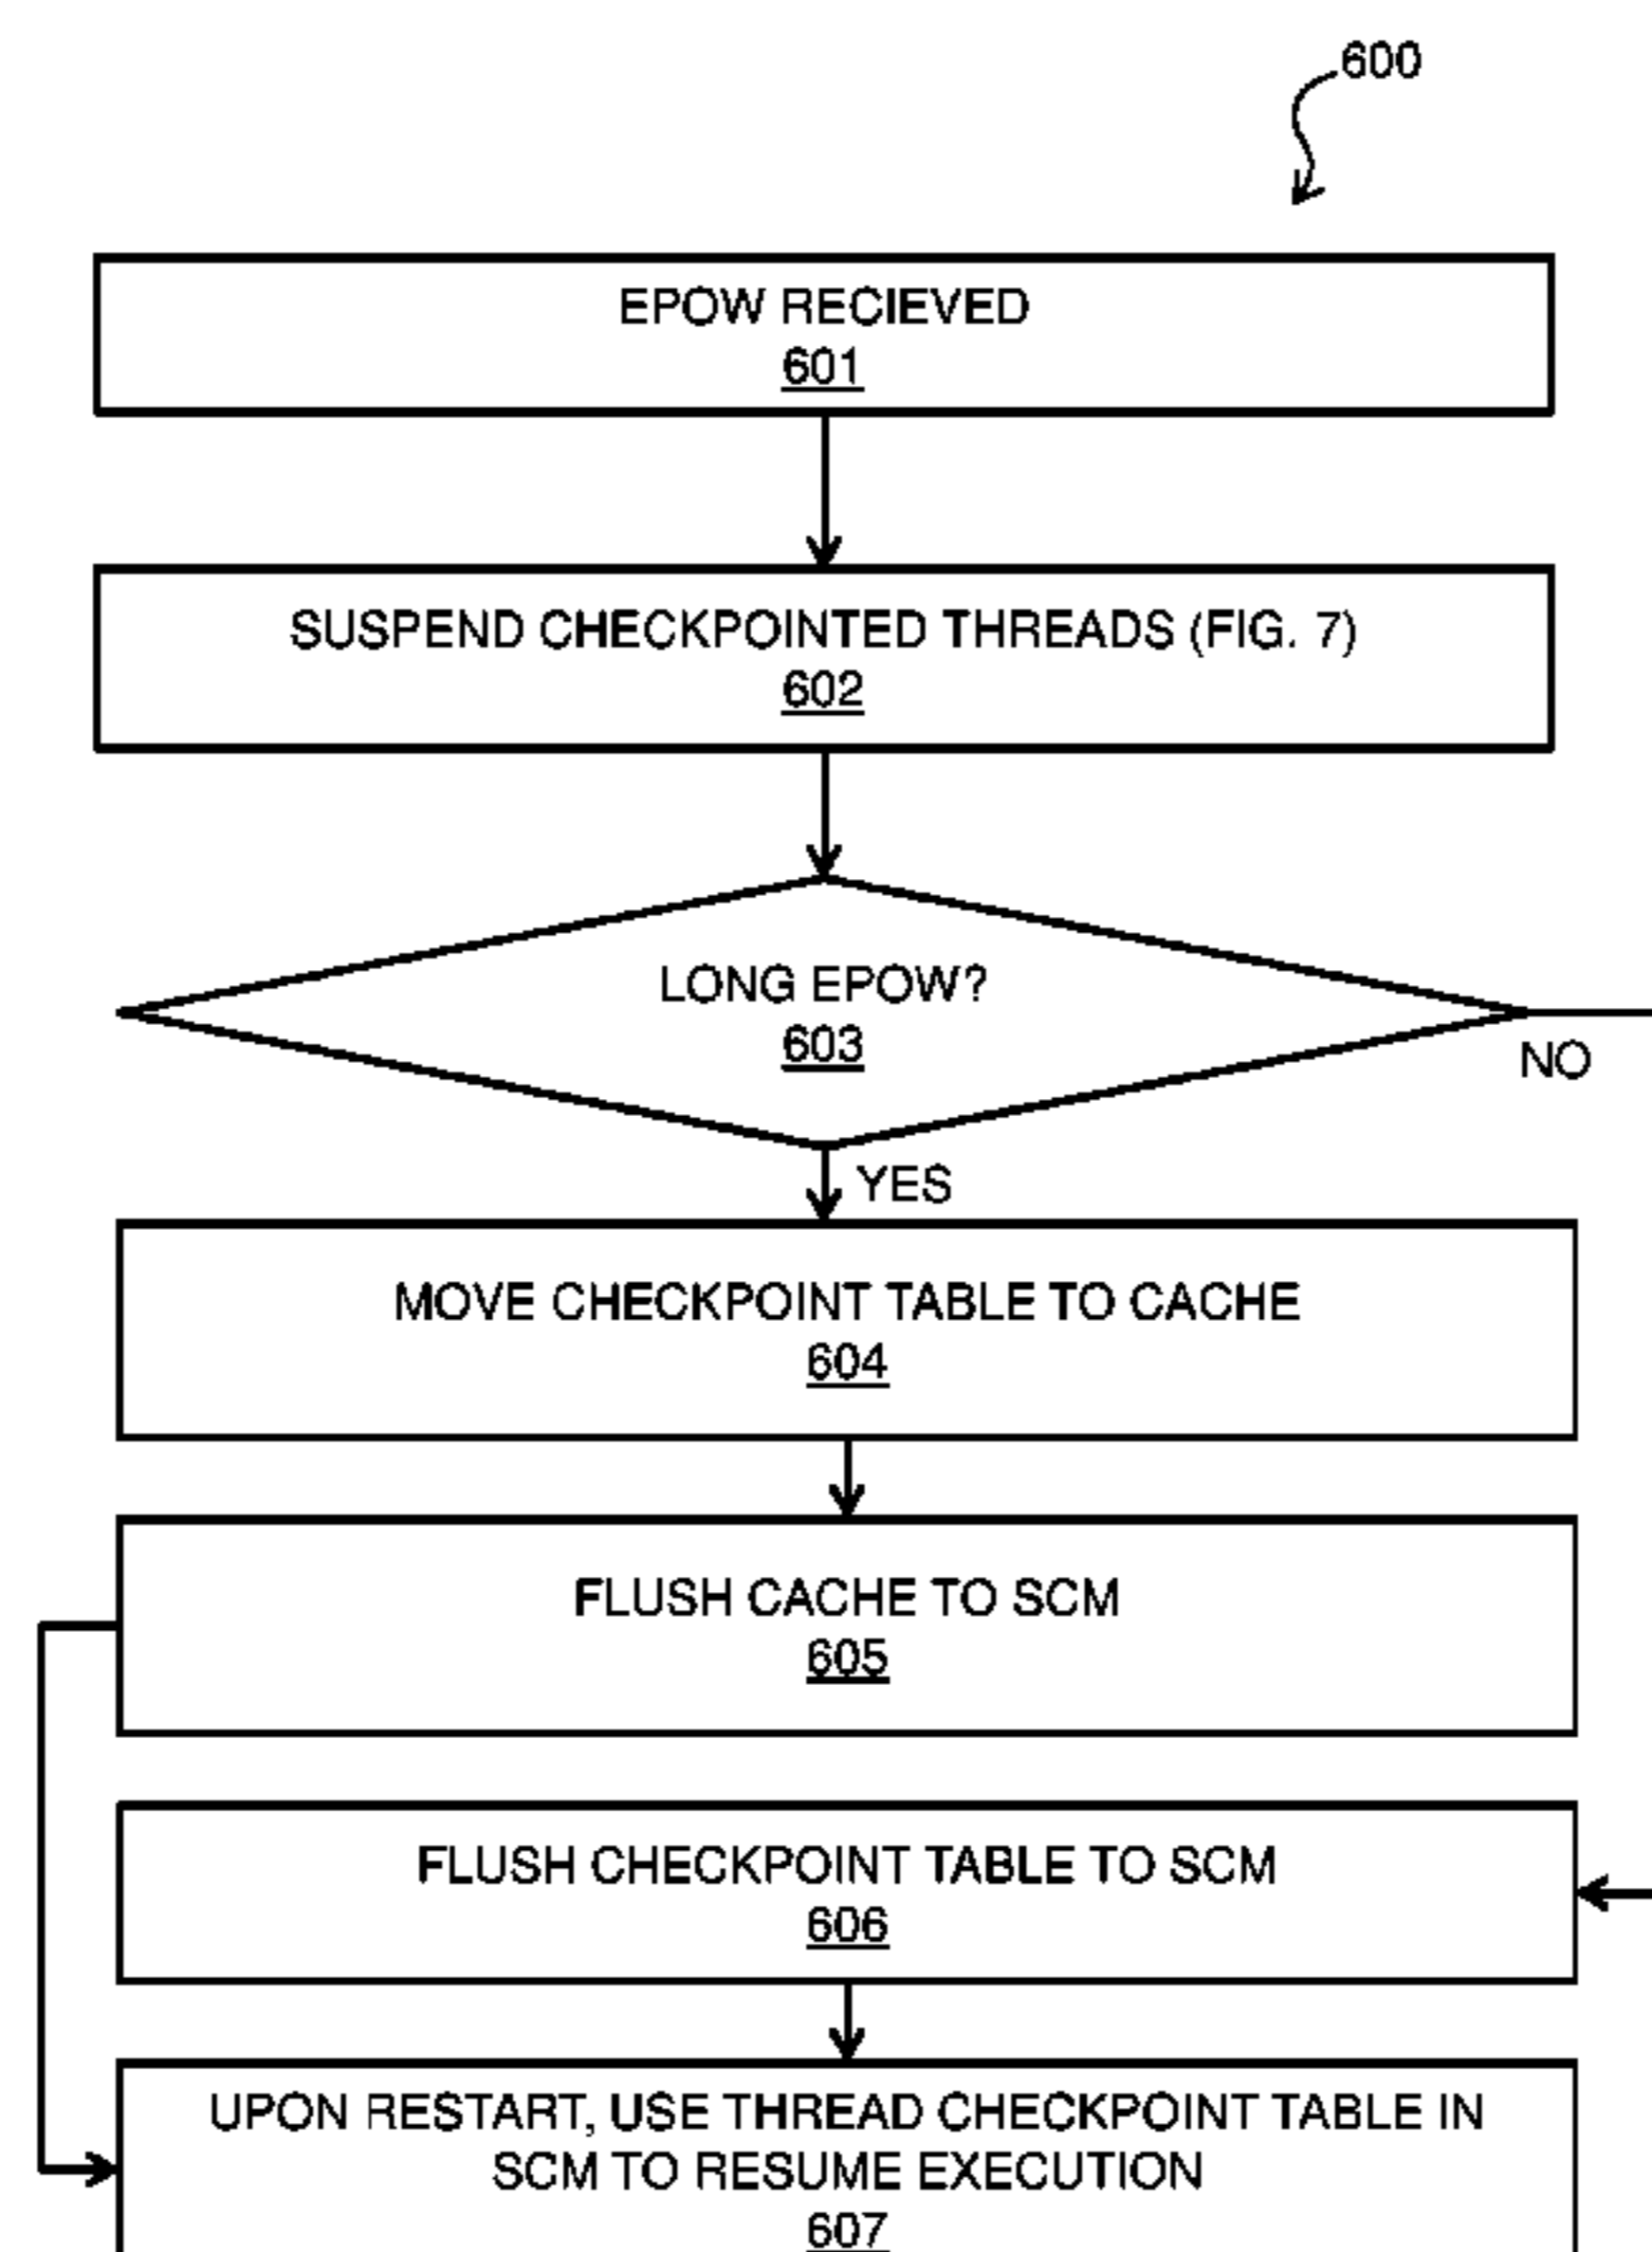 600
EPOW RECIEVED
601
SUSPEND CHECKPOINTED THREADS (FIG. 7)
602
LONG EPOW?
603
NO
YES
MOVE CHECKPOINT TABLE TO CACHE
604
FLUSH CACHE TO SCM
605
FLUSH CHECKPOINT TABLE TO SCM
606
UPON RESTART, USE THREAD CHECKPOINT TABLE IN
SCM TO RESUME EXECUTION
607